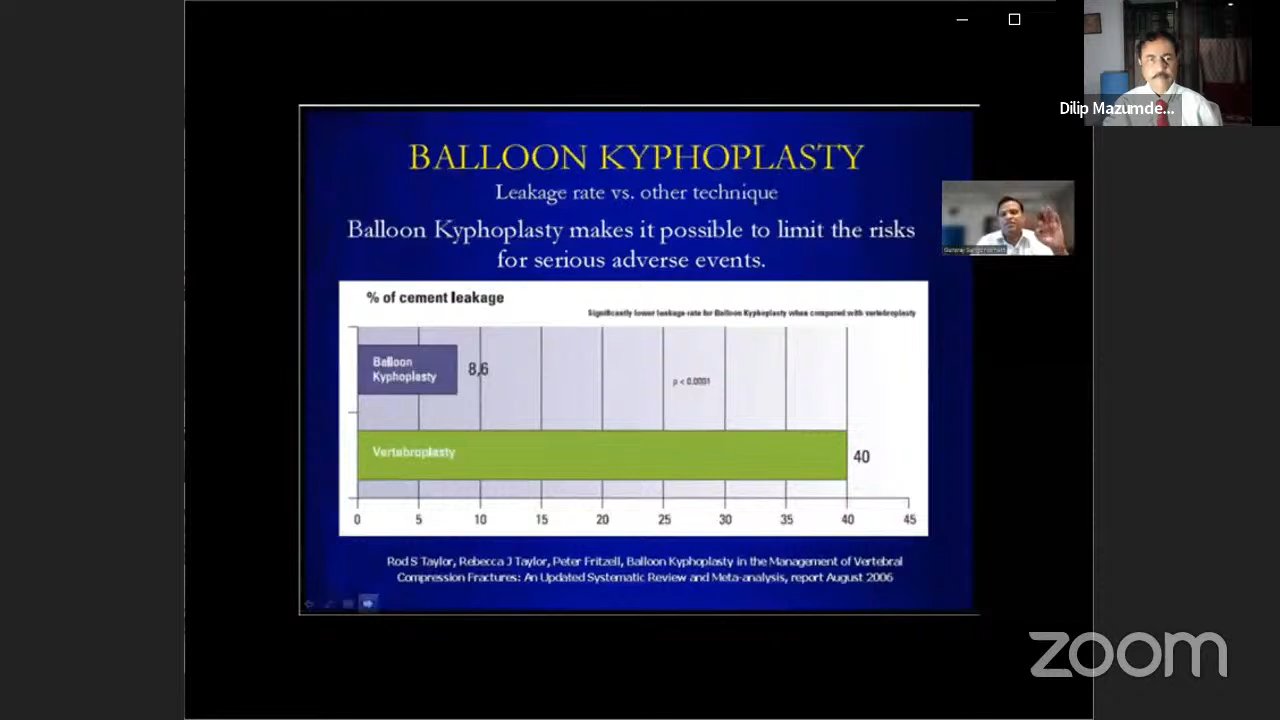 Dilip Mazumde...
BALLOON KYPHOPLASTY
Leakage rate vs. other technique
Balloon Kyphoplasty makes it possible to limit the risks
for serious adverse events.
% of cement leakage
Significantly lower leakage-rate for Balloon Kyphoplasty when compared with vertebroplasty
Balloon
Kyphoplasty
8,6
p < 0.0001
Vertebroplasty
40
0 5 10 15 20 25 30 35 40 45
Rod S Taylor, Rebecca J Taylor, Peter Fritzell, Balloon Kyphoplasty in the Management of Vertebral
Compression Fractures: An Updated Systematic Review and Meta-analysis, report August 2006
zoom